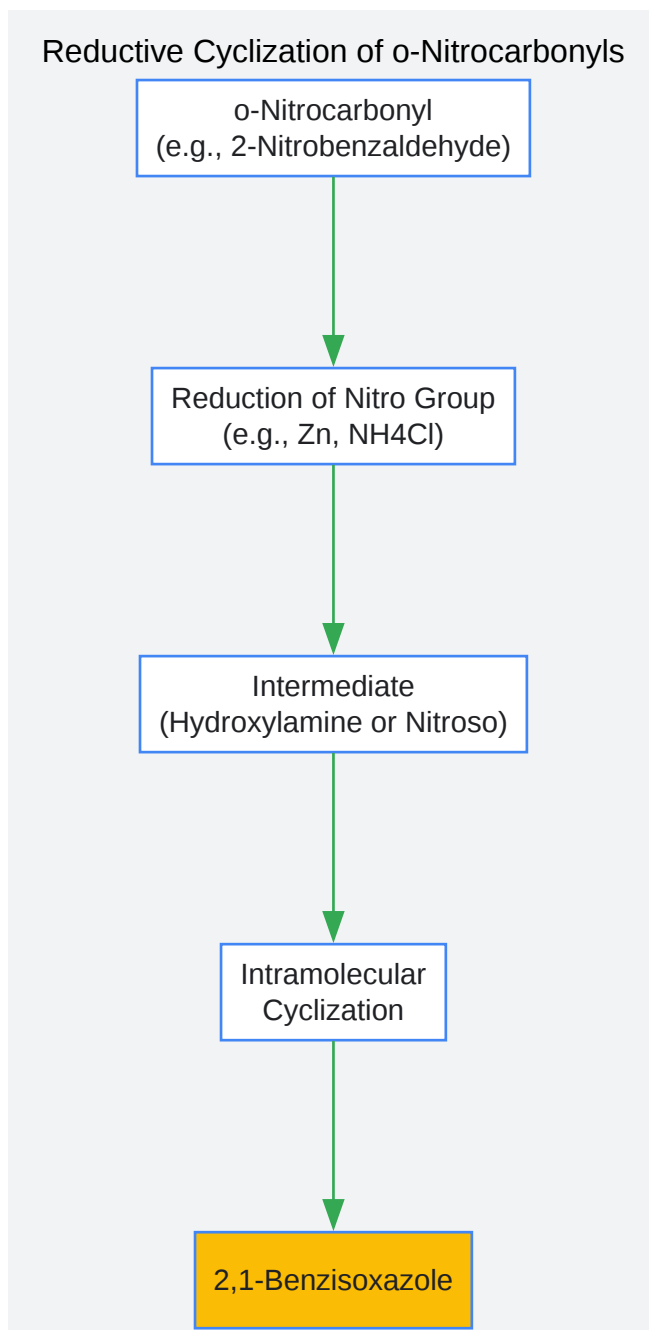 Reductive Cyclization of o-Nitrocarbonyls
o-Nitrocarbonyl
(e.g., 2-Nitrobenzaldehyde)
Reduction of Nitro Group
(e.g., Zn, NH4Cl)
Intermediate
(Hydroxylamine or Nitroso)
Intramolecular
Cyclization
2,1-Benzisoxazole